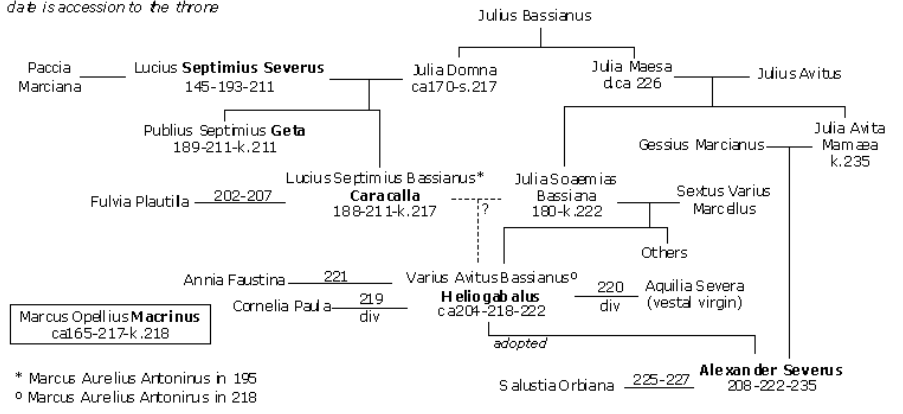 date is accession to the throne
Julius Bassianus
Paccia
Marciana
Lucius Septimius Severus
145-193-211
Julia Domna
ca170-s.217
Julia Maesa
d.ca 226
Julius Avitus
Publius Septimius Geta
189-211-k.211
Gessius Marcianus
Julia Avita
Mamaea
k.235
Lucius Septimius Bassianus*
Caracalla
188-211-k.217
Fulvia Plautilla
202-207
?
Julia Soaemias
Bassiana
180-k.222
Sextus Varius
Marcellus
Others
Annia Faustina
221
Varius Avitus Bassianusº
Heliogabalus
ca204-218-222
Cornelia Paula
219
div
220
div
Aquilia Severa
(vestal virgin)
Marcus Opellius Macrinus
ca165-217-k.218
adopted
* Marcus Aurelius Antoninus in 195
º Marcus Aurelius Antoninus in 218
Salustia Orbiana
225-227
Alexander Severus
208-222-235